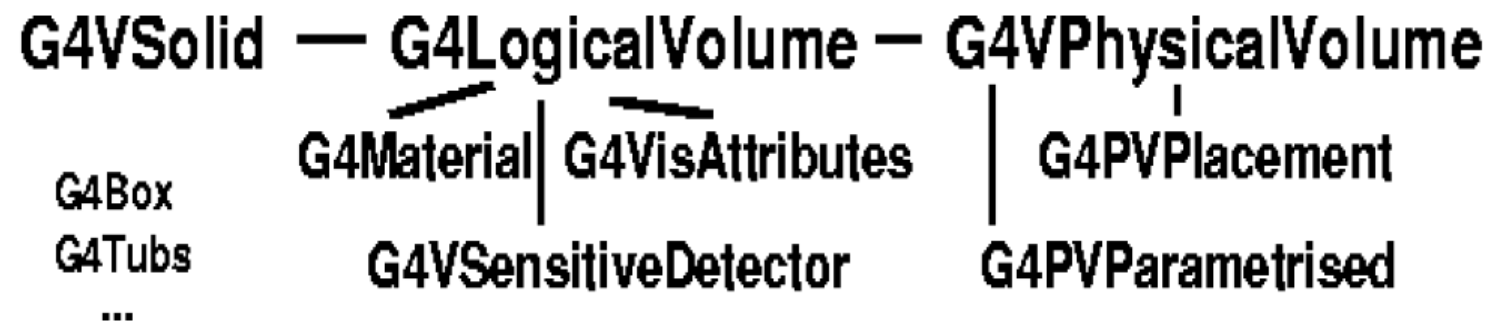 G4VSolid — G4LogicalVolume — G4VPhysicalVolume
G4Material G4VisAttributes G4PVPlacement
G4Box
G4Tubs G4VSensitiveDetector G4PVParametrised
...